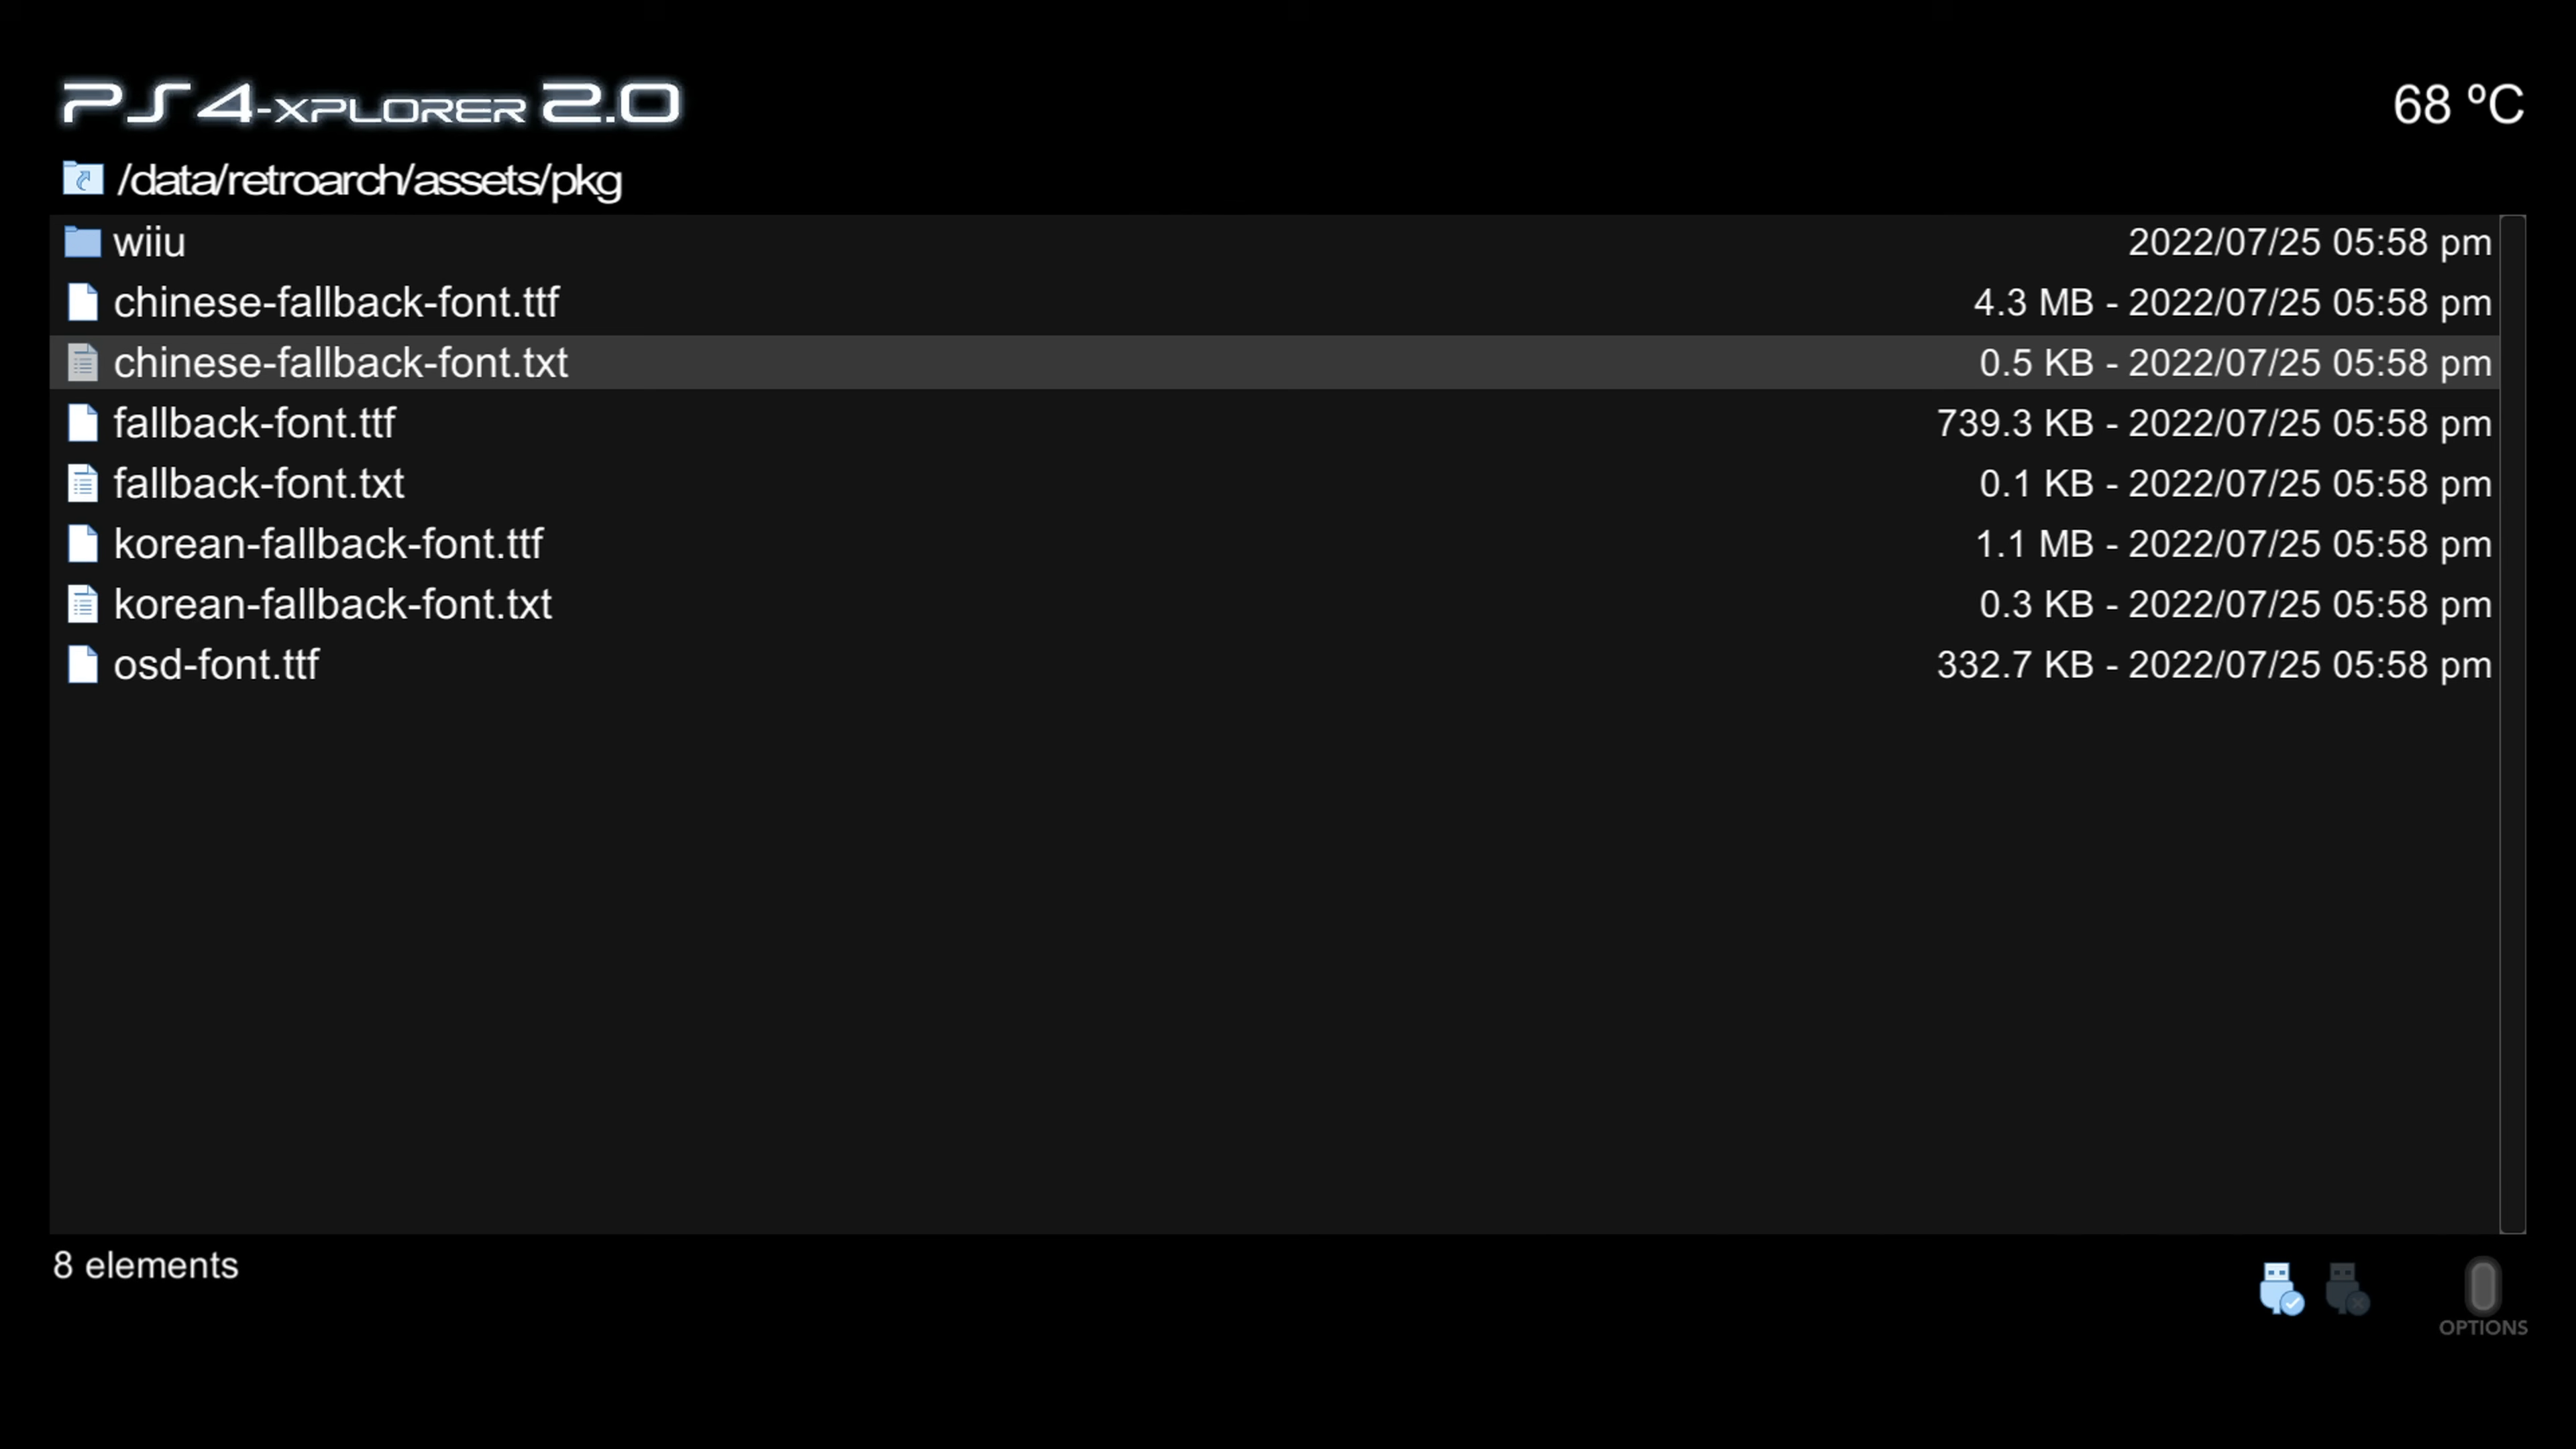 PS4-XPLORER 2.0
68 ºC
/data/retroarch/assets/pkg
wiiu 2022/07/25 05:58 pm
chinese-fallback-font.ttf 4.3 MB - 2022/07/25 05:58 pm
chinese-fallback-font.txt 0.5 KB - 2022/07/25 05:58 pm
fallback-font.ttf 739.3 KB - 2022/07/25 05:58 pm
fallback-font.txt 0.1 KB - 2022/07/25 05:58 pm
korean-fallback-font.ttf 1.1 MB - 2022/07/25 05:58 pm
korean-fallback-font.txt 0.3 KB - 2022/07/25 05:58 pm
osd-font.ttf 332.7 KB - 2022/07/25 05:58 pm
8 elements
OPTIONS